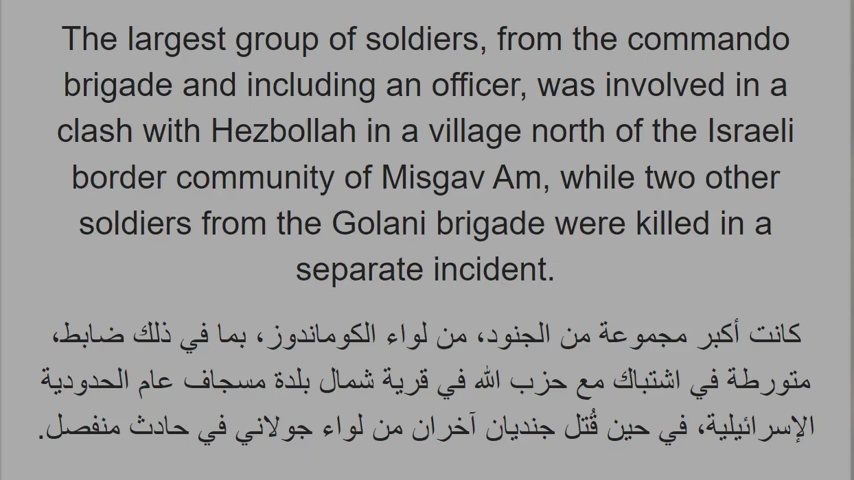 The largest group of soldiers, from the commando
brigade and including an officer, was involved in a
clash with Hezbollah in a village north of the Israeli
border community of Misgav Am, while two other
soldiers from the Golani brigade were killed in a
separate incident.
كانت أكبر مجموعة من الجنود، من لواء الكوماندوز، بما في ذلك ضابط،
متورطة في اشتباك مع حزب الله في قرية شمال بلدة مسجاف عام الحدودية
الإسرائيلية، في حين قُتل جنديان آخران من لواء جولاني في حادث منفصل.